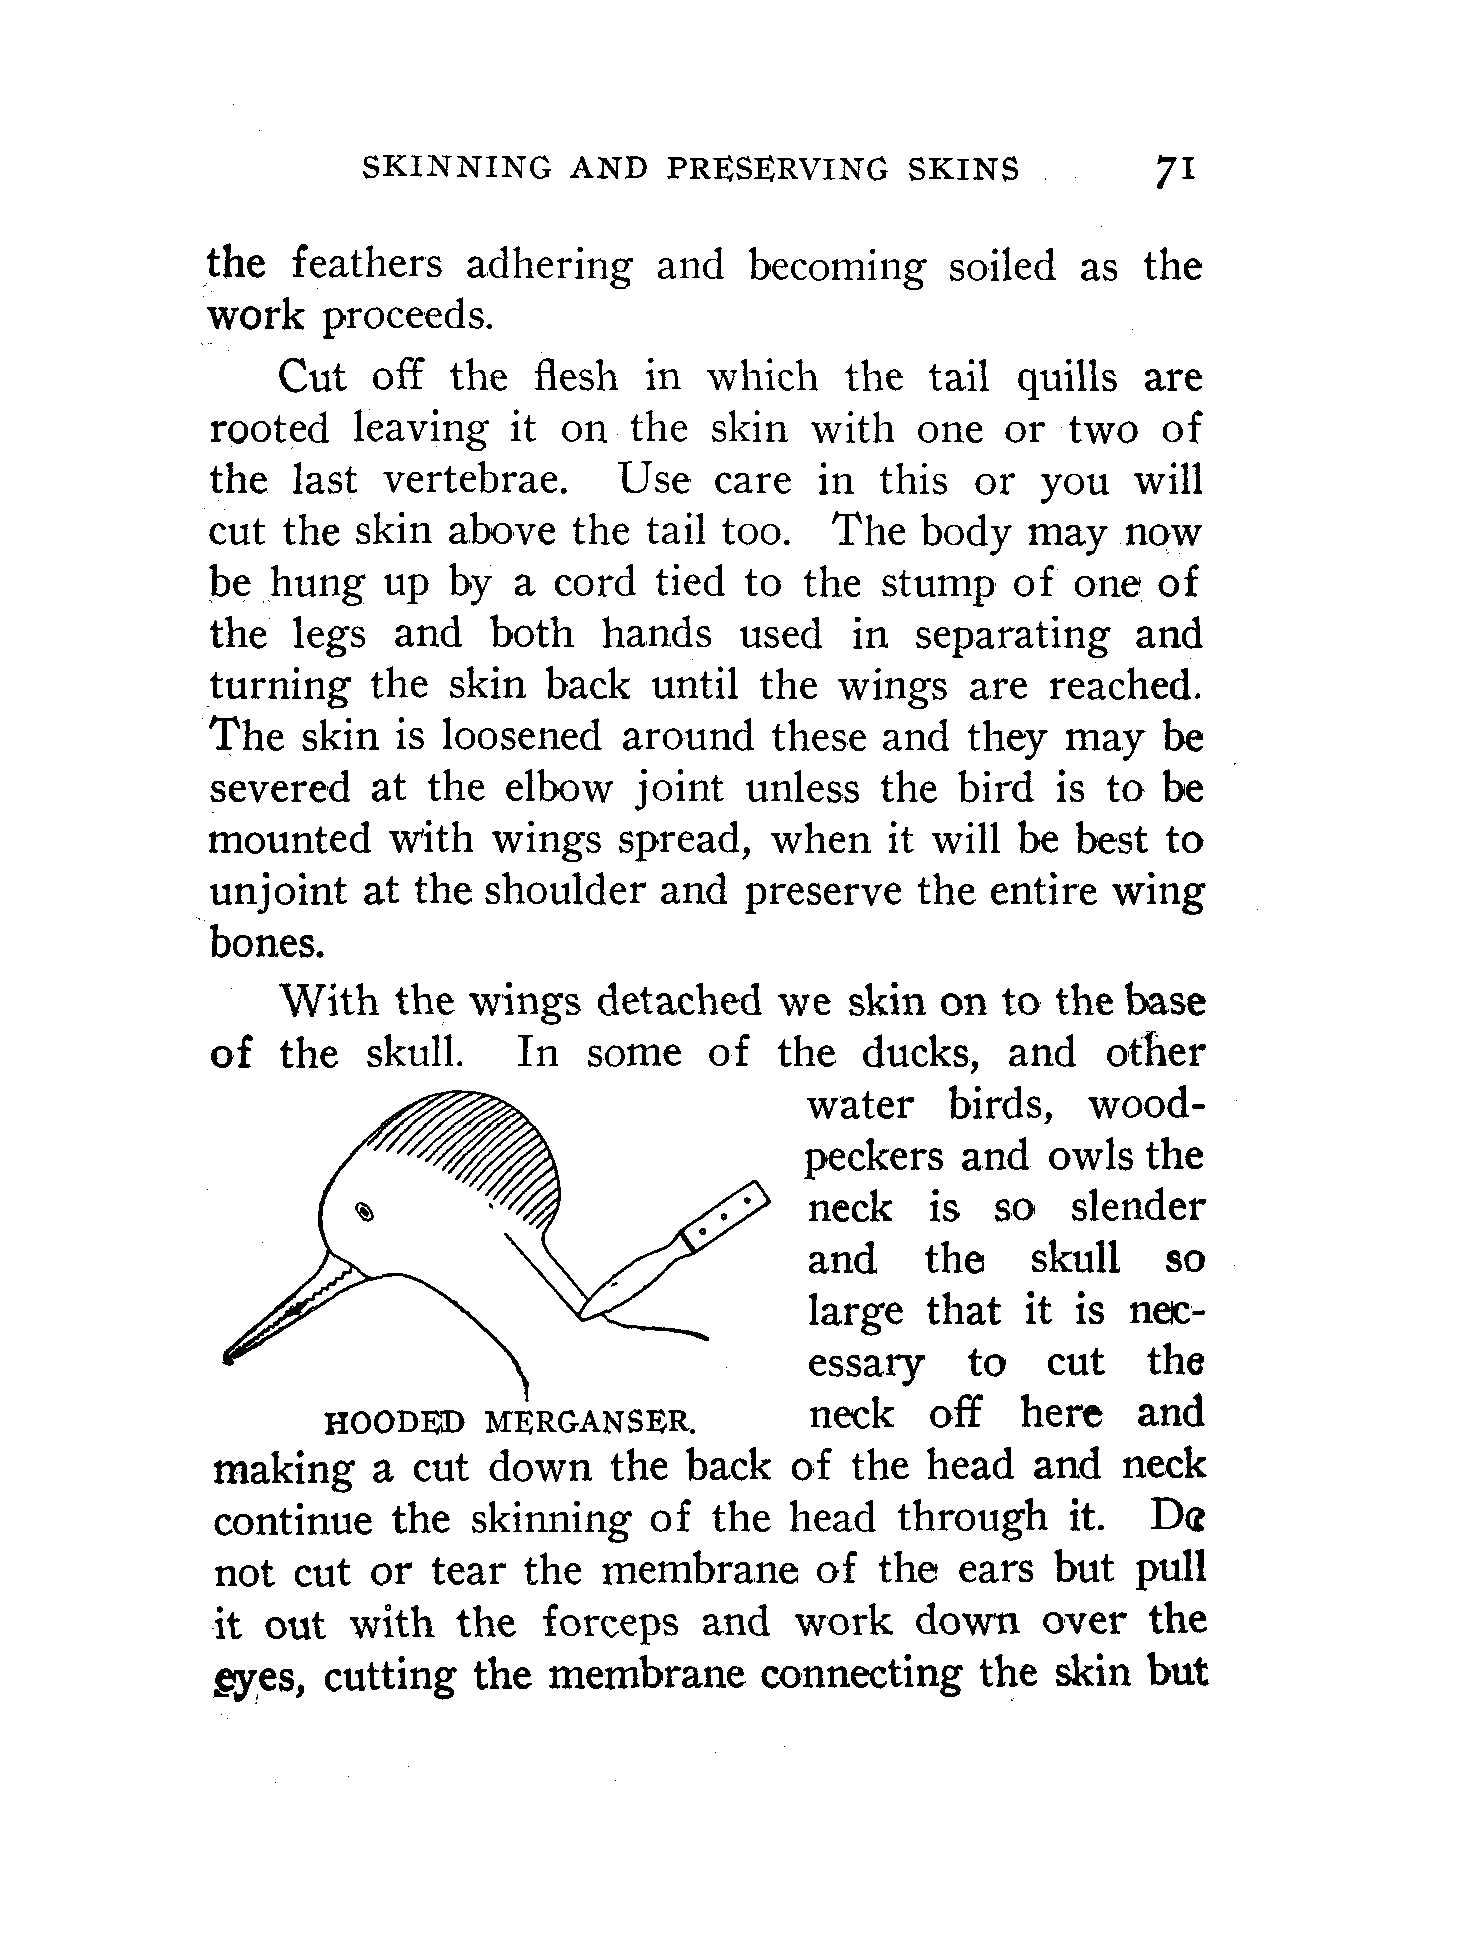 SKINNING AND PRESERVING SKINS 71
the feathers adhering and becoming soiled as the
work proceeds.
Cut off the flesh in which the tail quills are
rooted leaving it on the skin with one or two of
the last vertebrae. Use care in this or you will
cut the skin above the tail too. The body may now
be hung up by a cord tied to the stump of one of
the legs and both hands used in separating and
turning the skin back until the wings are reached.
The skin is loosened around these and they may be
severed at the elbow joint unless the bird is to be
mounted with wings spread, when it will be best to
unjoint at the shoulder and preserve the entire wing
bones.
With the wings detached we skin on to the base
of the skull. In some of the ducks, and other
water birds, wood-
peckers and owls the
neck is so slender
and the skull so
large that it is nec-
essary to cut the
neck off here and
HOODED MERGANSER.
making a cut down the back of the head and neck
continue the skinning of the head through it. Do
not cut or tear the membrane of the ears but pull
it out with the forceps and work down over the
eyes, cutting the membrane connecting the skin but